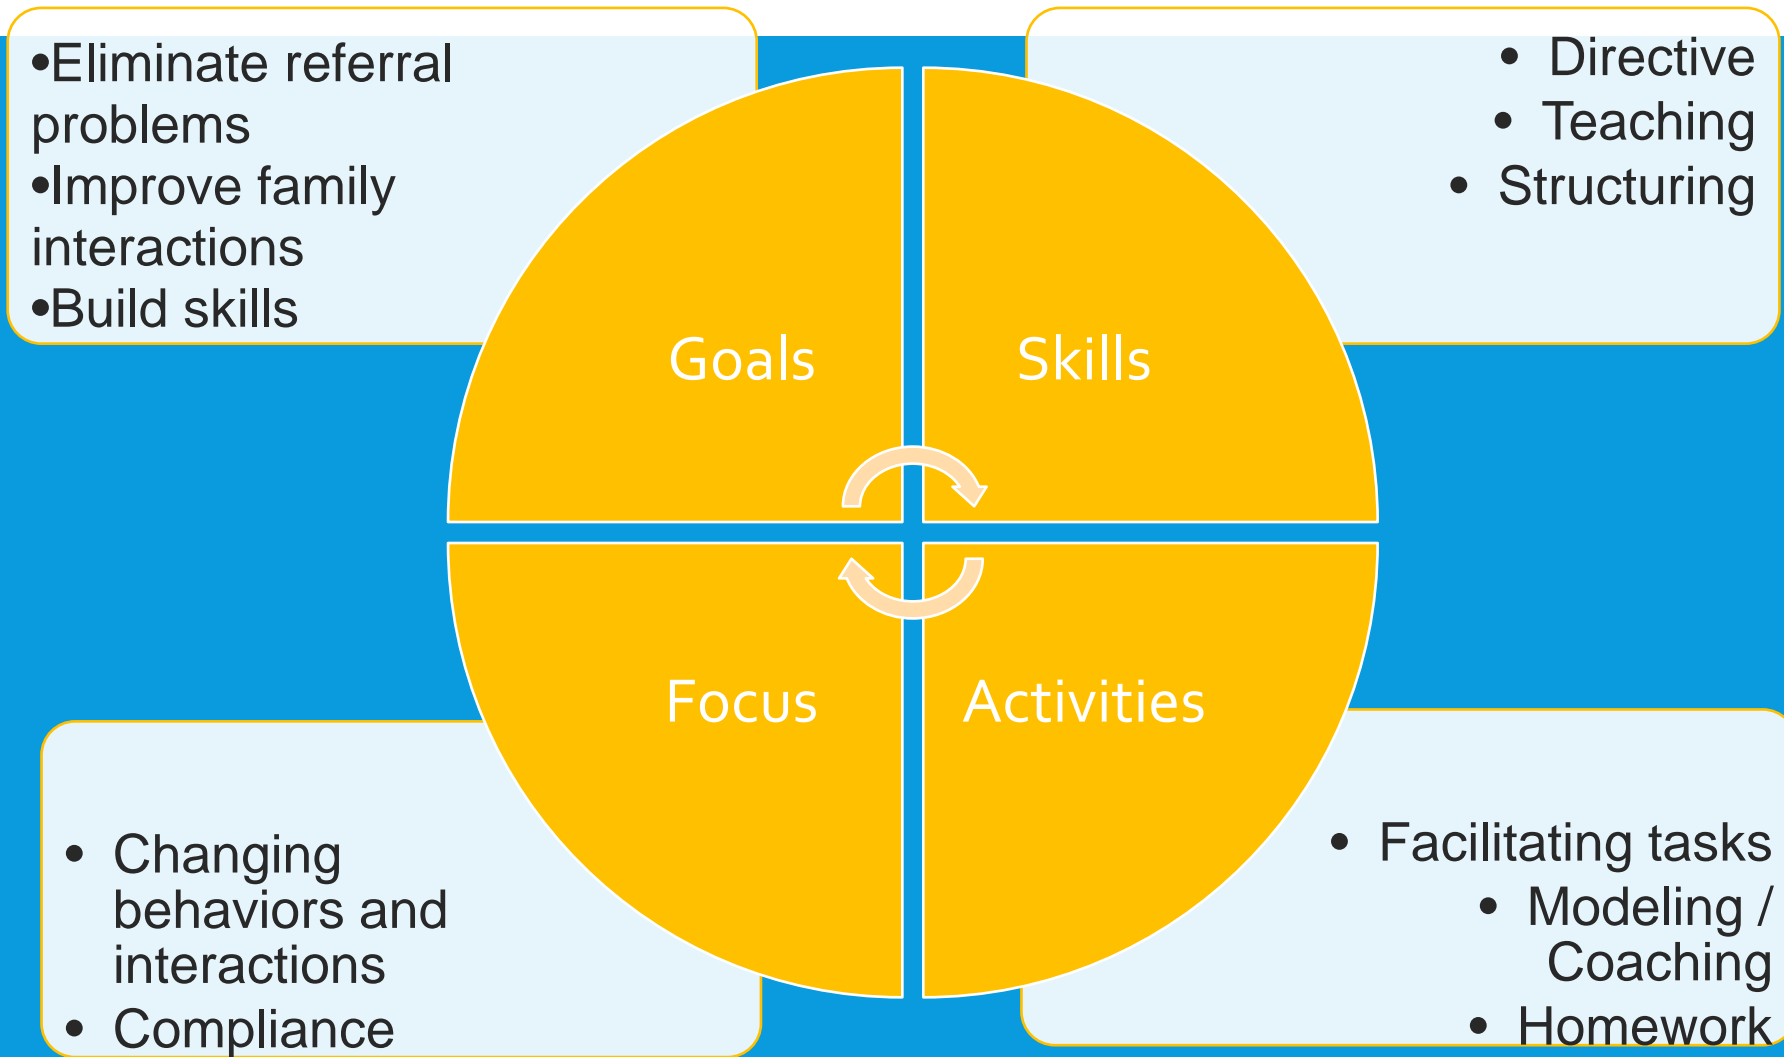 •Eliminate referral
problems
•Improve family
interactions
•Build skills
• Directive
• Teaching
• Structuring
Goals
Skills
Focus
Activities
• Changing
behaviors and
interactions
• Compliance
• Facilitating tasks
• Modeling /
Coaching
• Homework